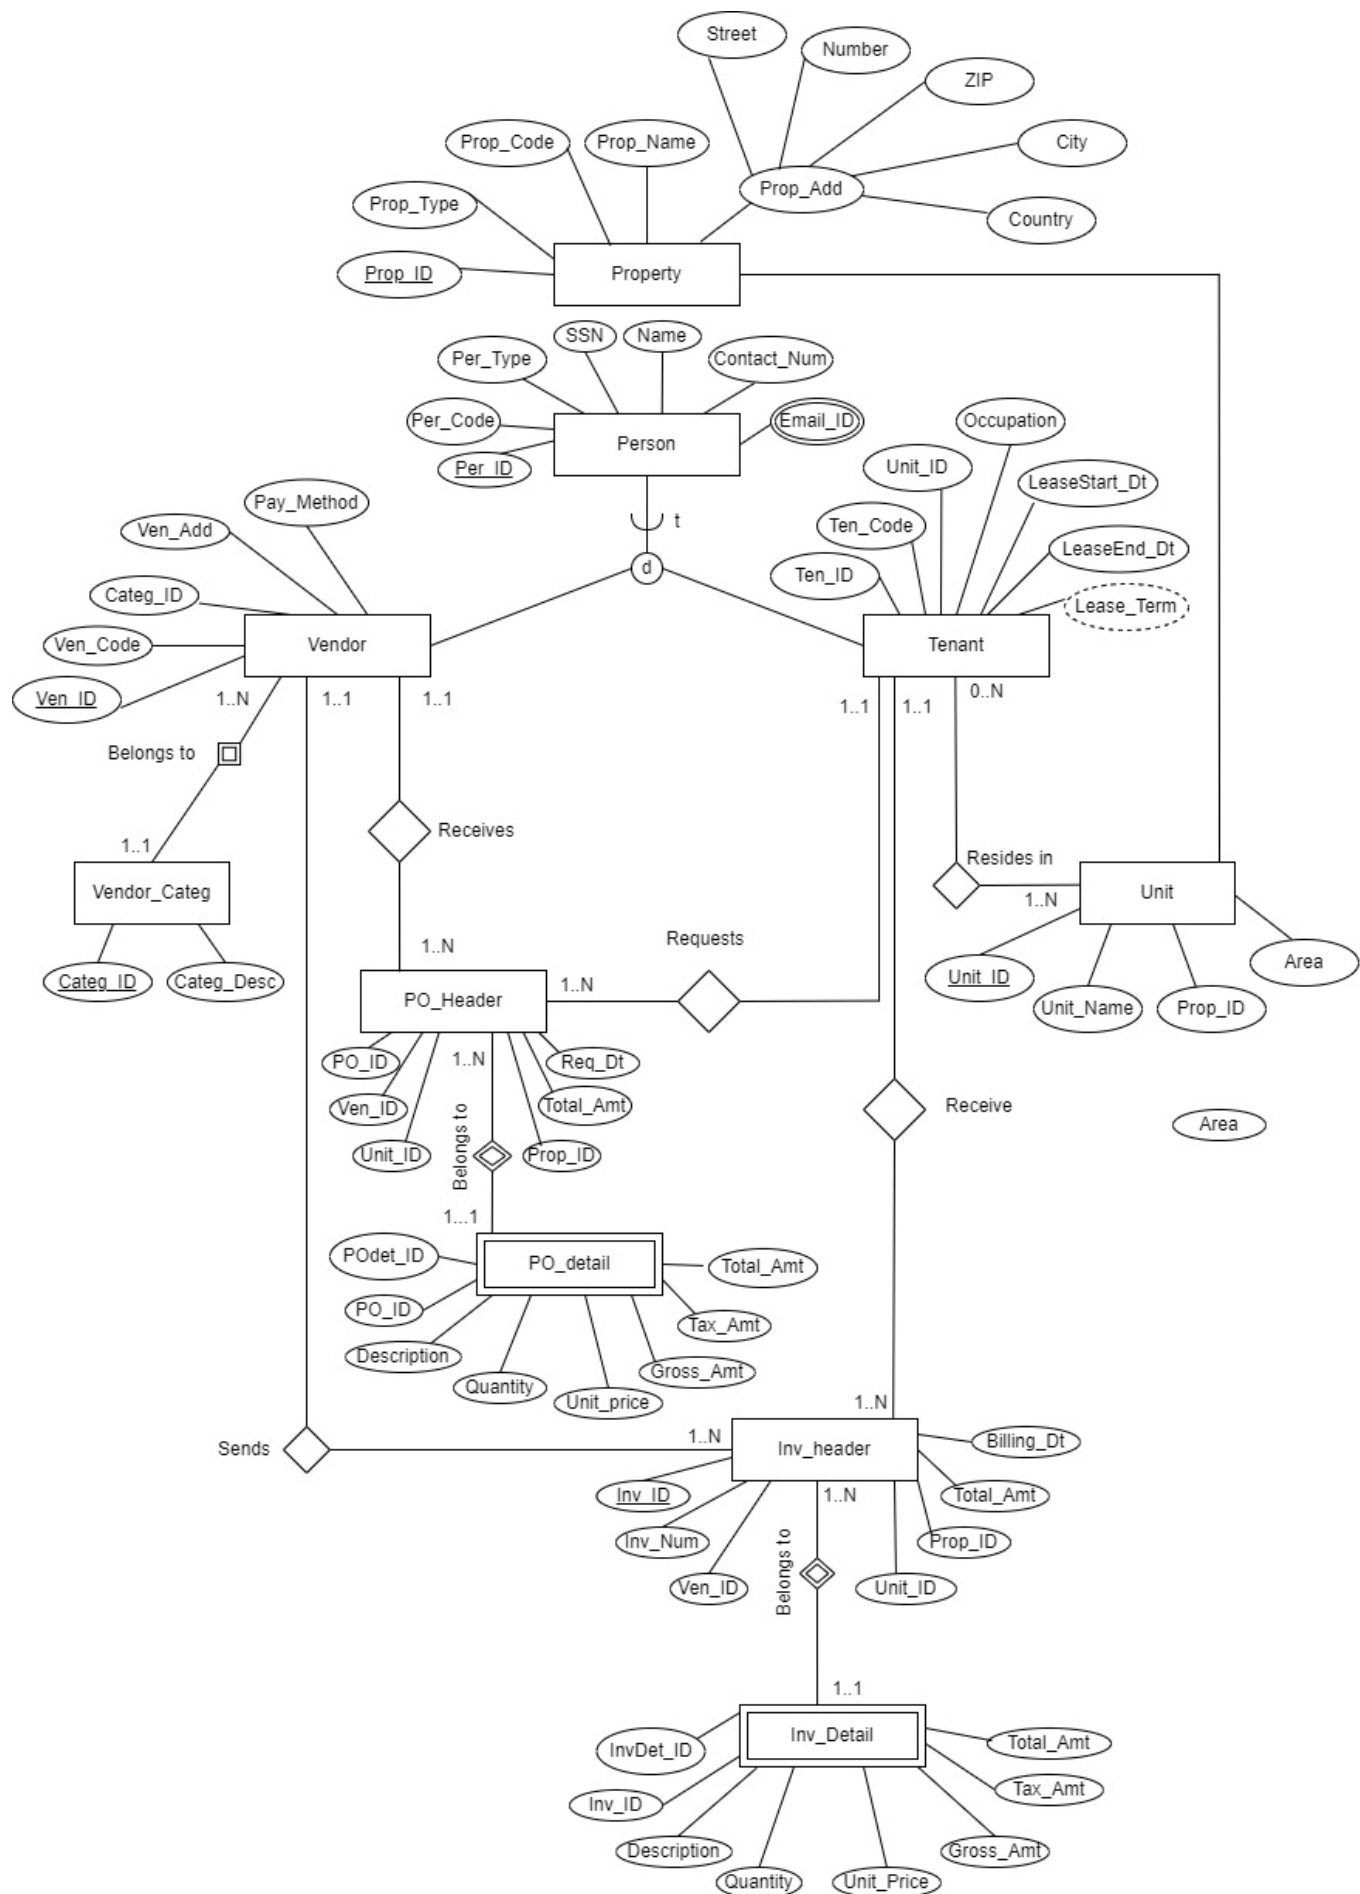 Street
Number
ZIP
Prop_Code
Prop_Name
City
Prop_Add
Prop_Type
Country
Prop_ID
Property
SSN
Name
Per_Type
Contact_Num
Per_Code
Email_ID
Occupation
Person
Per_ID
Unit_ID
LeaseStart_Dt
Pay_Method
Ven_Add
t
Ten_Code
LeaseEnd_Dt
d
Ten_ID
Categ_ID
Lease_Term
Ven_Code
Vendor
Tenant
Ven_ID
1..N
1..1
1..1
1..1
1..1
0..N
Belongs to
Receives
1..1
Resides in
Vendor_Categ
1..N
Unit
Requests
1..N
Area
Categ_ID
Categ_Desc
Unit_ID
1..N
PO_Header
Unit_Name
Prop_ID
PO_ID
1..N
Req_Dt
Ven_ID
Total_Amt
Receive
Area
Belongs to
Unit_ID
Prop_ID
1...1
POdet_ID
PO_detail
Total_Amt
PO_ID
Tax_Amt
Description
Gross_Amt
Quantity
Unit_price
1..N
Sends
1..N
Inv_header
Billing_Dt
Inv_ID
1..N
Total_Amt
Inv_Num
Prop_ID
Belongs to
Ven_ID
Unit_ID
1..1
InvDet_ID
Inv_Detail
Total_Amt
Tax_Amt
Inv_ID
Description
Gross_Amt
Quantity
Unit_Price